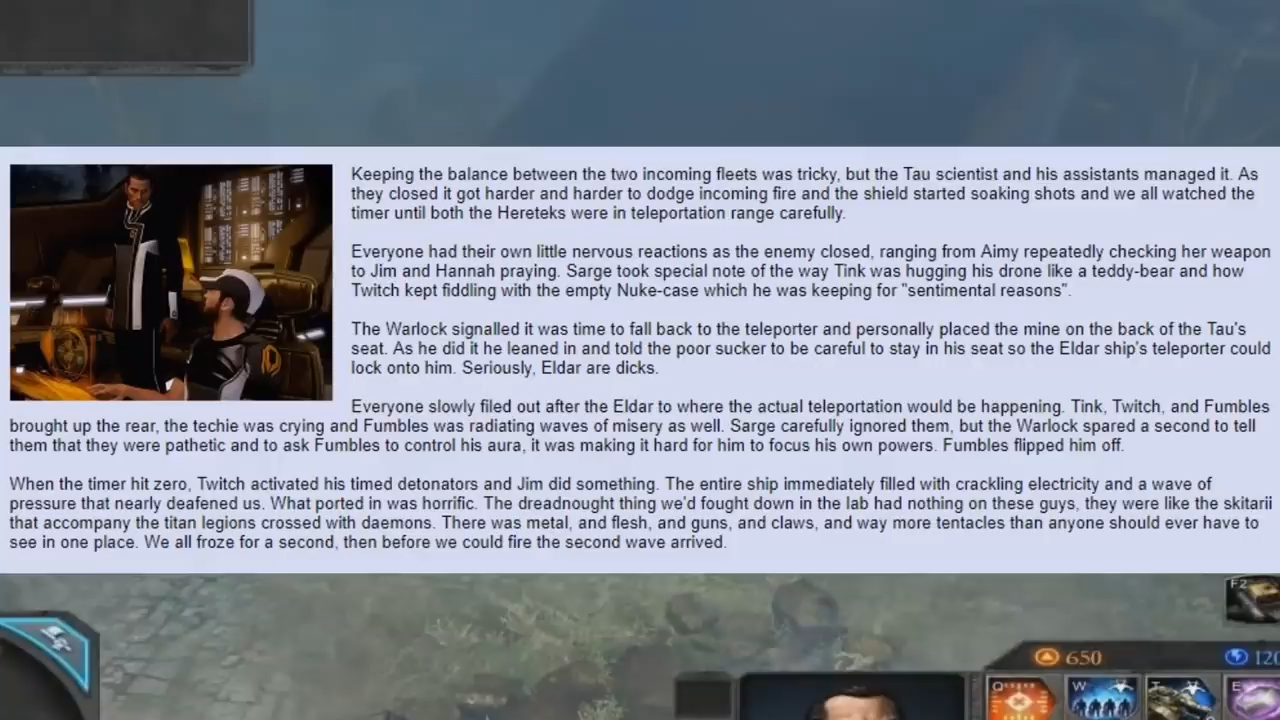 Keeping the balance between the two incoming fleets was tricky, but the Tau scientist and his assistants managed it. As
they closed it got harder and harder to dodge incoming fire and the shield started soaking shots and we all watched the
timer until both the Hereteks were in teleportation range carefully.
Everyone had their own little nervous reactions as the enemy closed, ranging from Aimy repeatedly checking her weapon
to Jim and Hannah praying. Sarge took special note of the way Tink was hugging his drone like a teddy-bear and how
Twitch kept fiddling with the empty Nuke-case which he was keeping for "sentimental reasons".
The Warlock signalled it was time to fall back to the teleporter and personally placed the mine on the back of the Tau's
seat. As he did it he leaned in and told the poor sucker to be careful to stay in his seat so the Eldar ship's teleporter could
lock onto him. Seriously, Eldar are dicks.
Everyone slowly filed out after the Eldar to where the actual teleportation would be happening. Tink, Twitch, and Fumbles
brought up the rear, the techie was crying and Fumbles was radiating waves of misery as well. Sarge carefully ignored them, but the Warlock spared a second to tell
them that they were pathetic and to ask Fumbles to control his aura, it was making it hard for him to focus his own powers. Fumbles flipped him off.
When the timer hit zero, Twitch activated his timed detonators and Jim did something. The entire ship immediately filled with crackling electricity and a wave of
pressure that nearly deafened us. What ported in was horrific. The dreadnought thing we'd fought down in the lab had nothing on these guys, they were like the skitarii
that accompany the titan legions crossed with daemons. There was metal, and flesh, and guns, and claws, and way more tentacles than anyone should ever have to
see in one place. We all froze for a second, then before we could fire the second wave arrived.
F2
650
120
Q
W
T
E